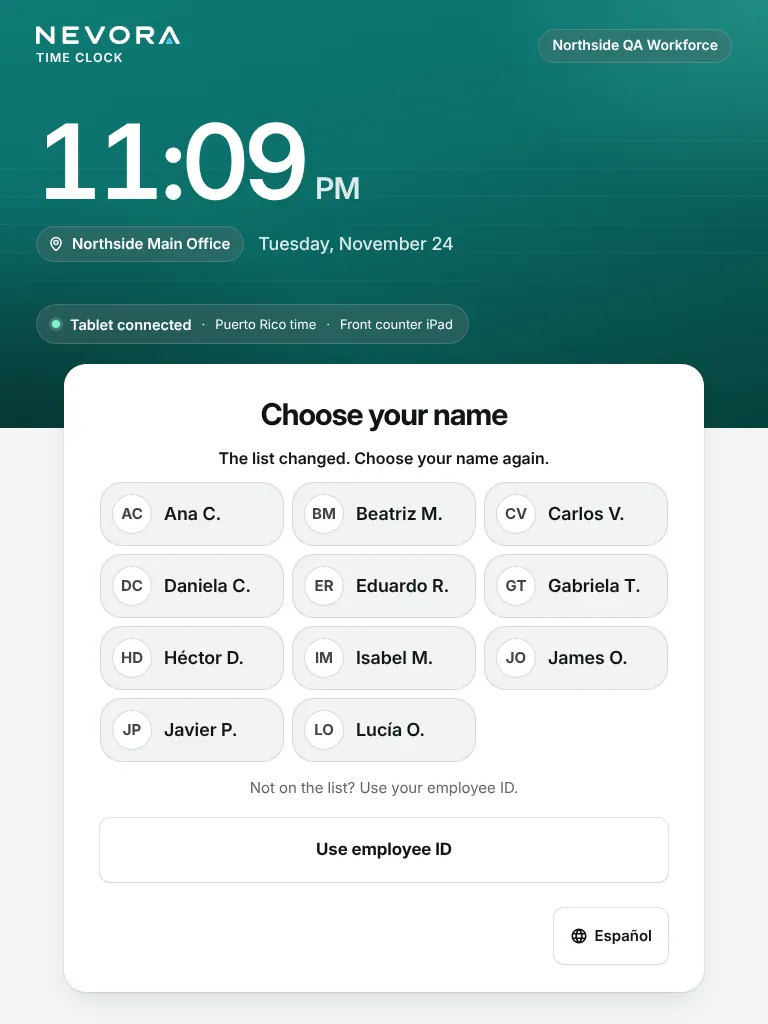 NEVORA
TIME CLOCK
Northside QA Workforce
11:09 PM
Northside Main Office
Tuesday, November 24
Tablet connected · Puerto Rico time · Front counter iPad
Choose your name
The list changed. Choose your name again.
AC Ana C.
BM Beatriz M.
CV Carlos V.
DC Daniela C.
ER Eduardo R.
GT Gabriela T.
HD Héctor D.
IM Isabel M.
JO James O.
JP Javier P.
LO Lucía O.
Not on the list? Use your employee ID.
Use employee ID
Español